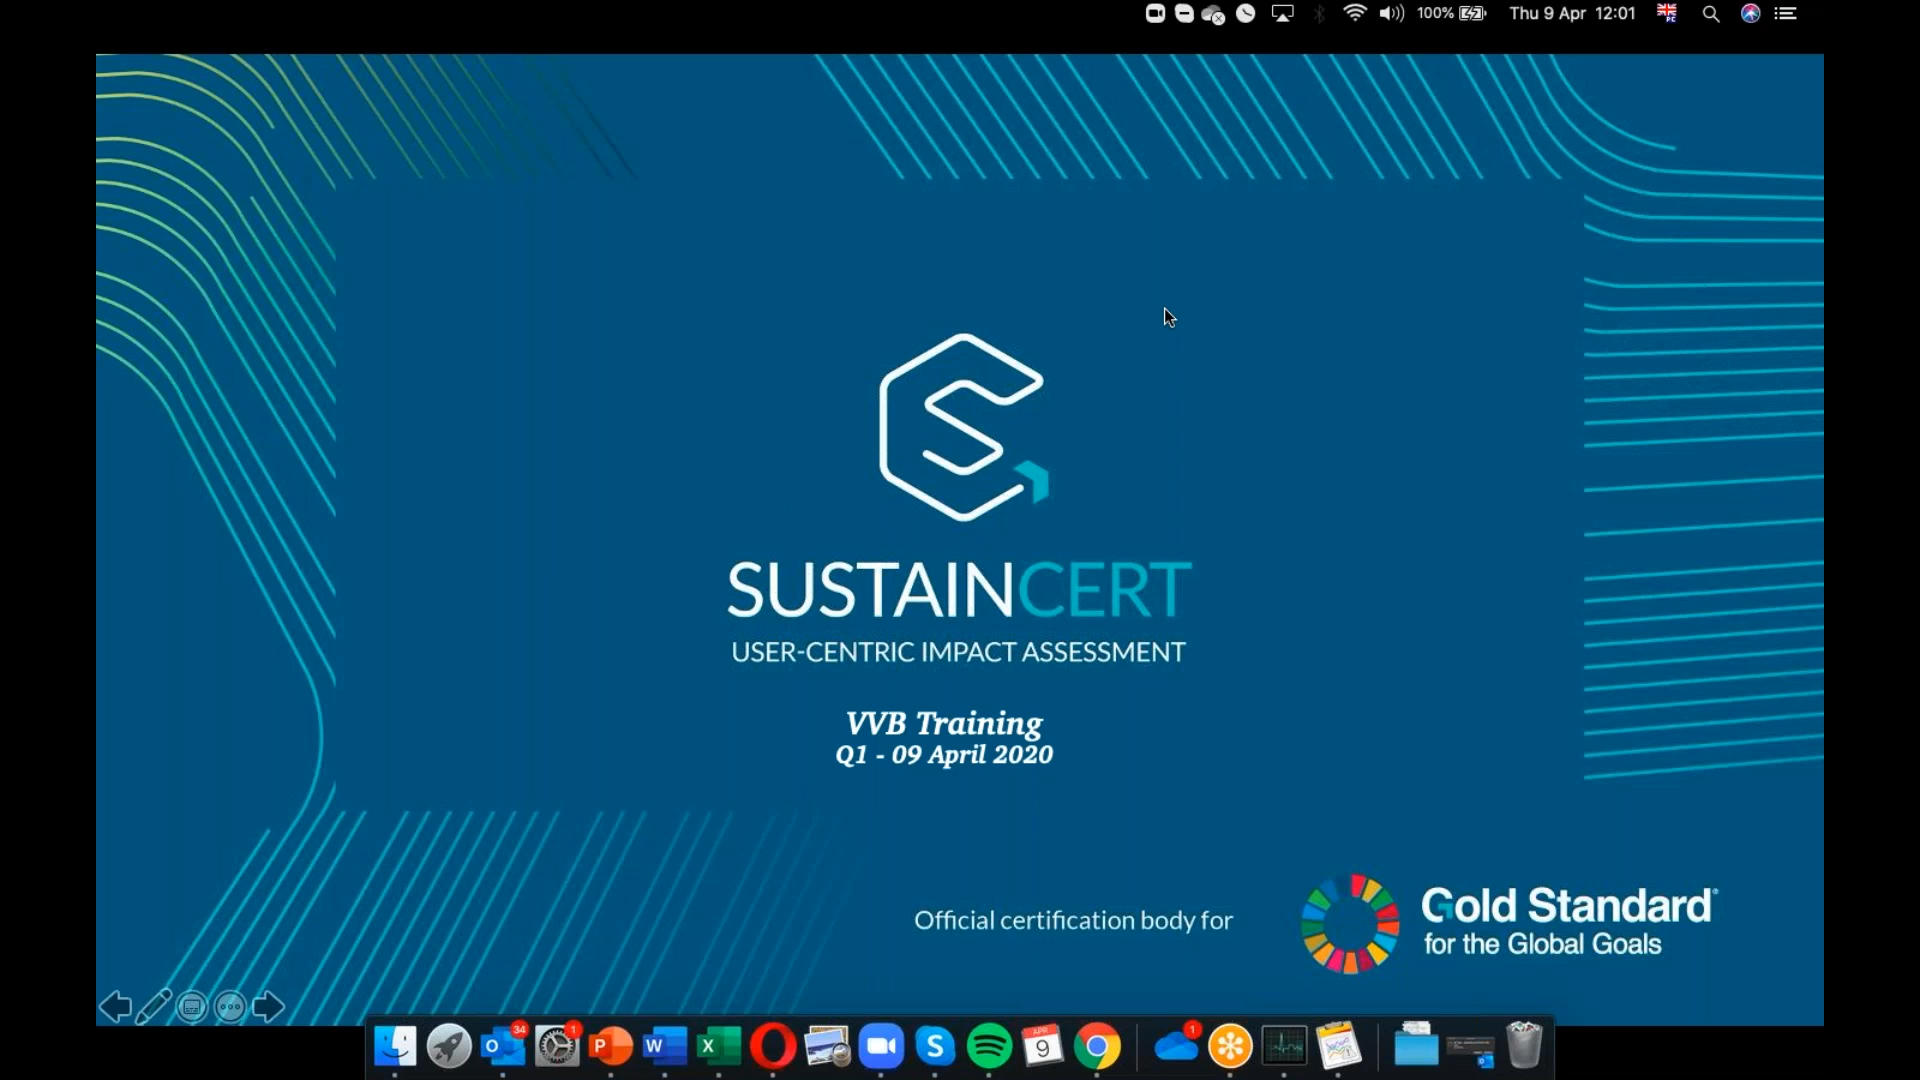 100% Thu 9 Apr 12:01
SUSTAINCERT
USER-CENTRIC IMPACT ASSESSMENT
VVB Training
Q1 - 09 April 2020
Official certification body for
Gold Standard®
for the Global Goals
34
1
1
O
P
W
X
S
APR
9